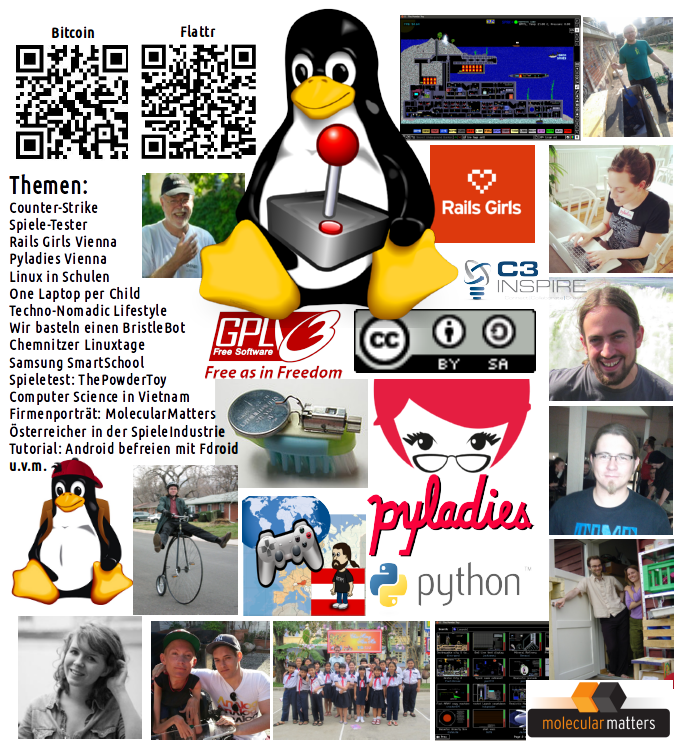 Bitcoin
Flattr
Themen:
Counter-Strike
Spiele-Tester
Rails Girls Vienna
Pyladies Vienna
Linux in Schulen
One Laptop per Child
Techno-Nomadic Lifestyle
Wir basteln einen BristleBot
Chemnitzer Linuxtage
Samsung SmartSchool
Spieletest: ThePowderToy
Computer Science in Vietnam
Firmenporträt: MolecularMatters
Österreicher in der SpieleIndustrie
Tutorial: Android befreien mit Fdroid
u.v.m.
Rails Girls
C3
INSPIRE
GPL 3
Free Software
Free as in Freedom
CC
BY SA
pyladies
python
molecular matters